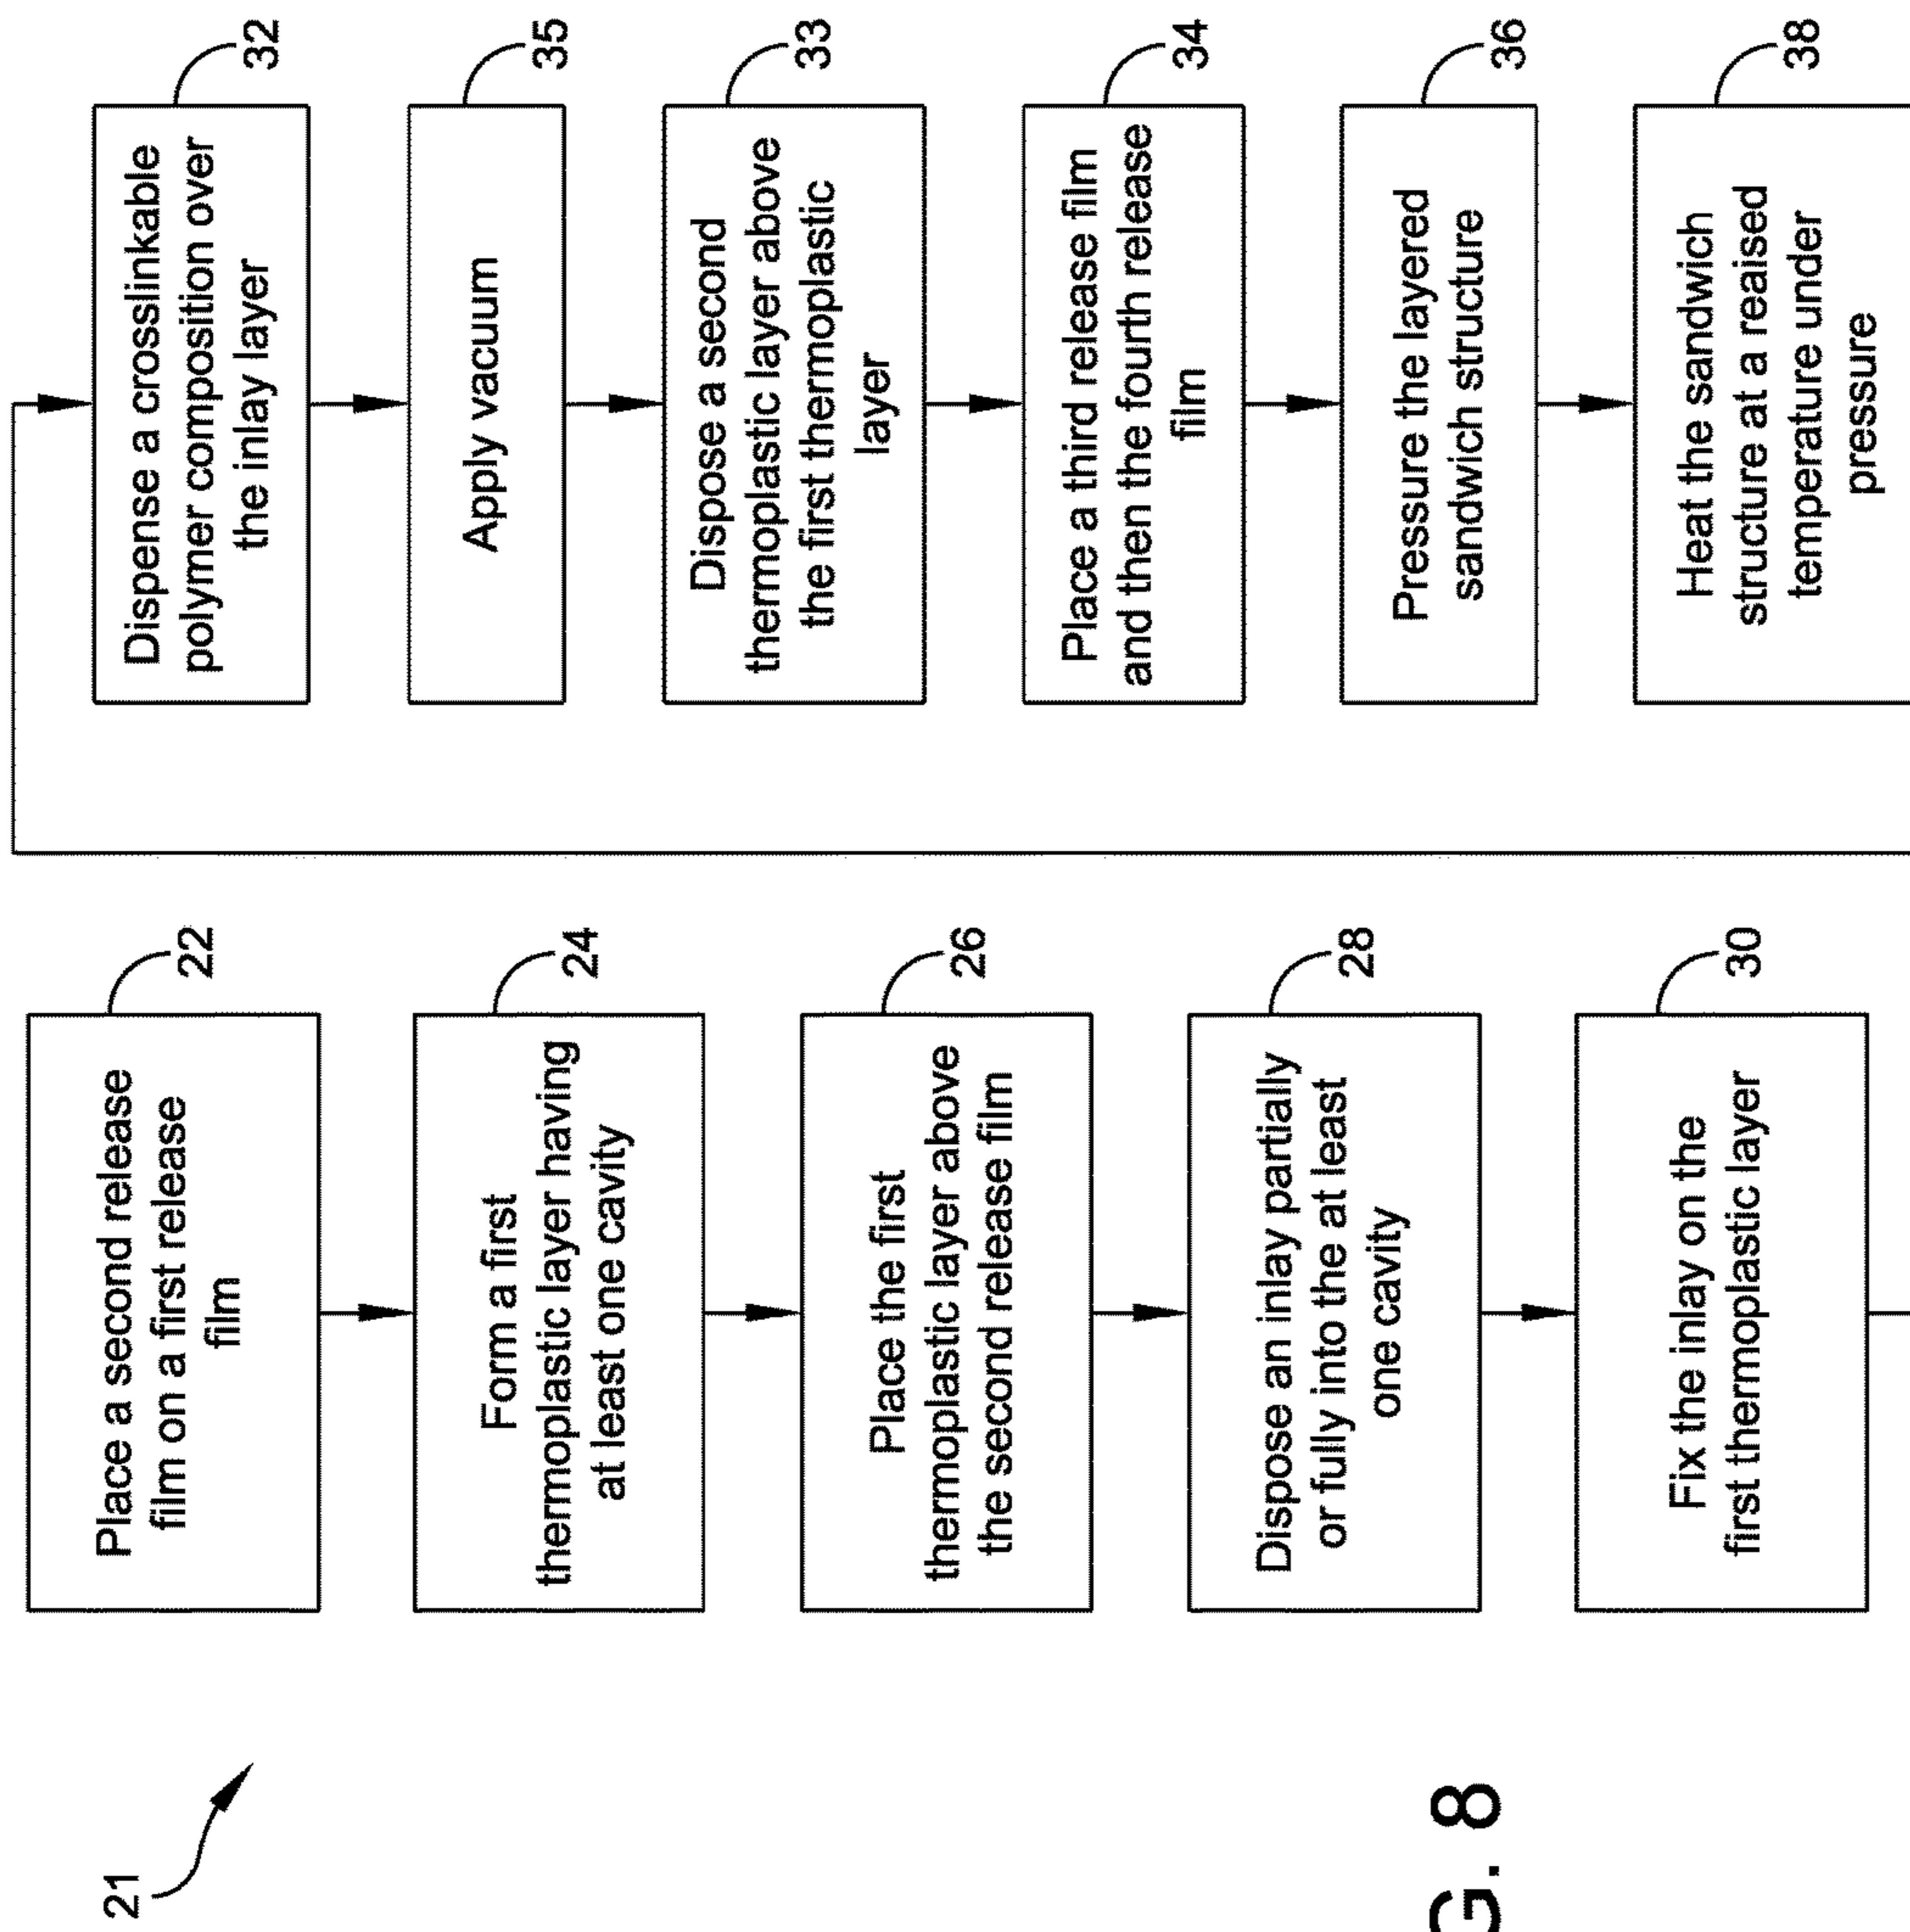 21
Place a second release
film on a first release
film
22
Form a first
thermoplastic layer having
at least one cavity
24
Place the first
thermoplastic layer above
the second release film
26
Dispose an inlay partially
or fully into the at least
one cavity
28
Fix the inlay on the
first thermoplastic layer
30
Dispense a crosslinkable
polymer composition over
the inlay layer
32
Apply vacuum
35
Dispose a second
thermoplastic layer above
the first thermoplastic
layer
33
Place a third release film
and then the fourth release
film
34
Pressure the layered
sandwich structure
36
Heat the sandwich
structure at a reaised
temperature under
pressure
38
G. 8